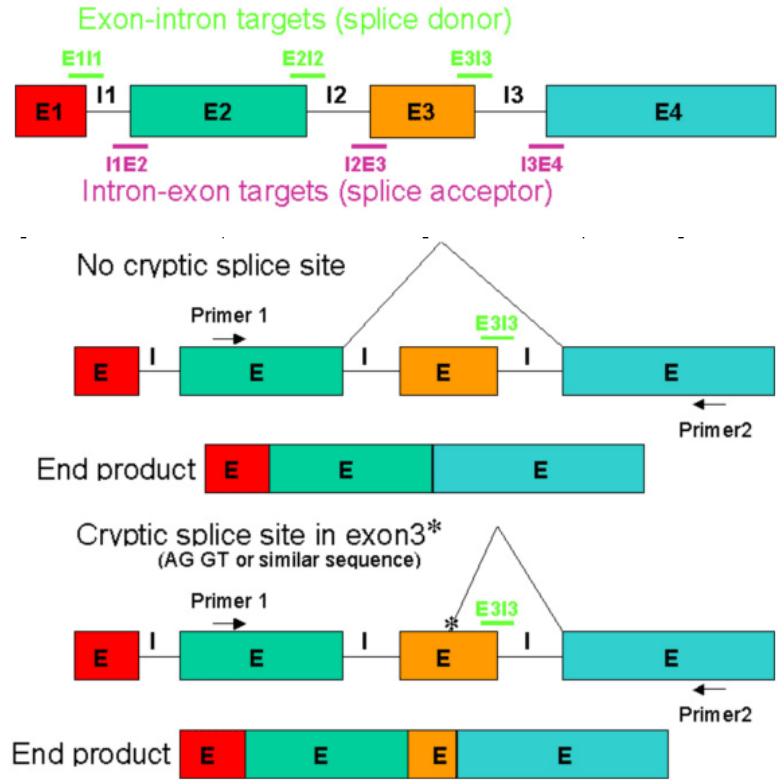 Exon-intron targets (splice donor)
E1I1 E2I2 E3I3
I1 I2 I3
E1 E2 E3 E4
I1E2 I2E3 I3E4
Intron-exon targets (splice acceptor)
No cryptic splice site
Primer 1 E3I3
I I I
E E E E
Primer2
End product E E E
Cryptic splice site in exon3*
(AG GT or similar sequence)
Primer 1 E3I3
I * I I
E E E E
Primer2
End product E E E E